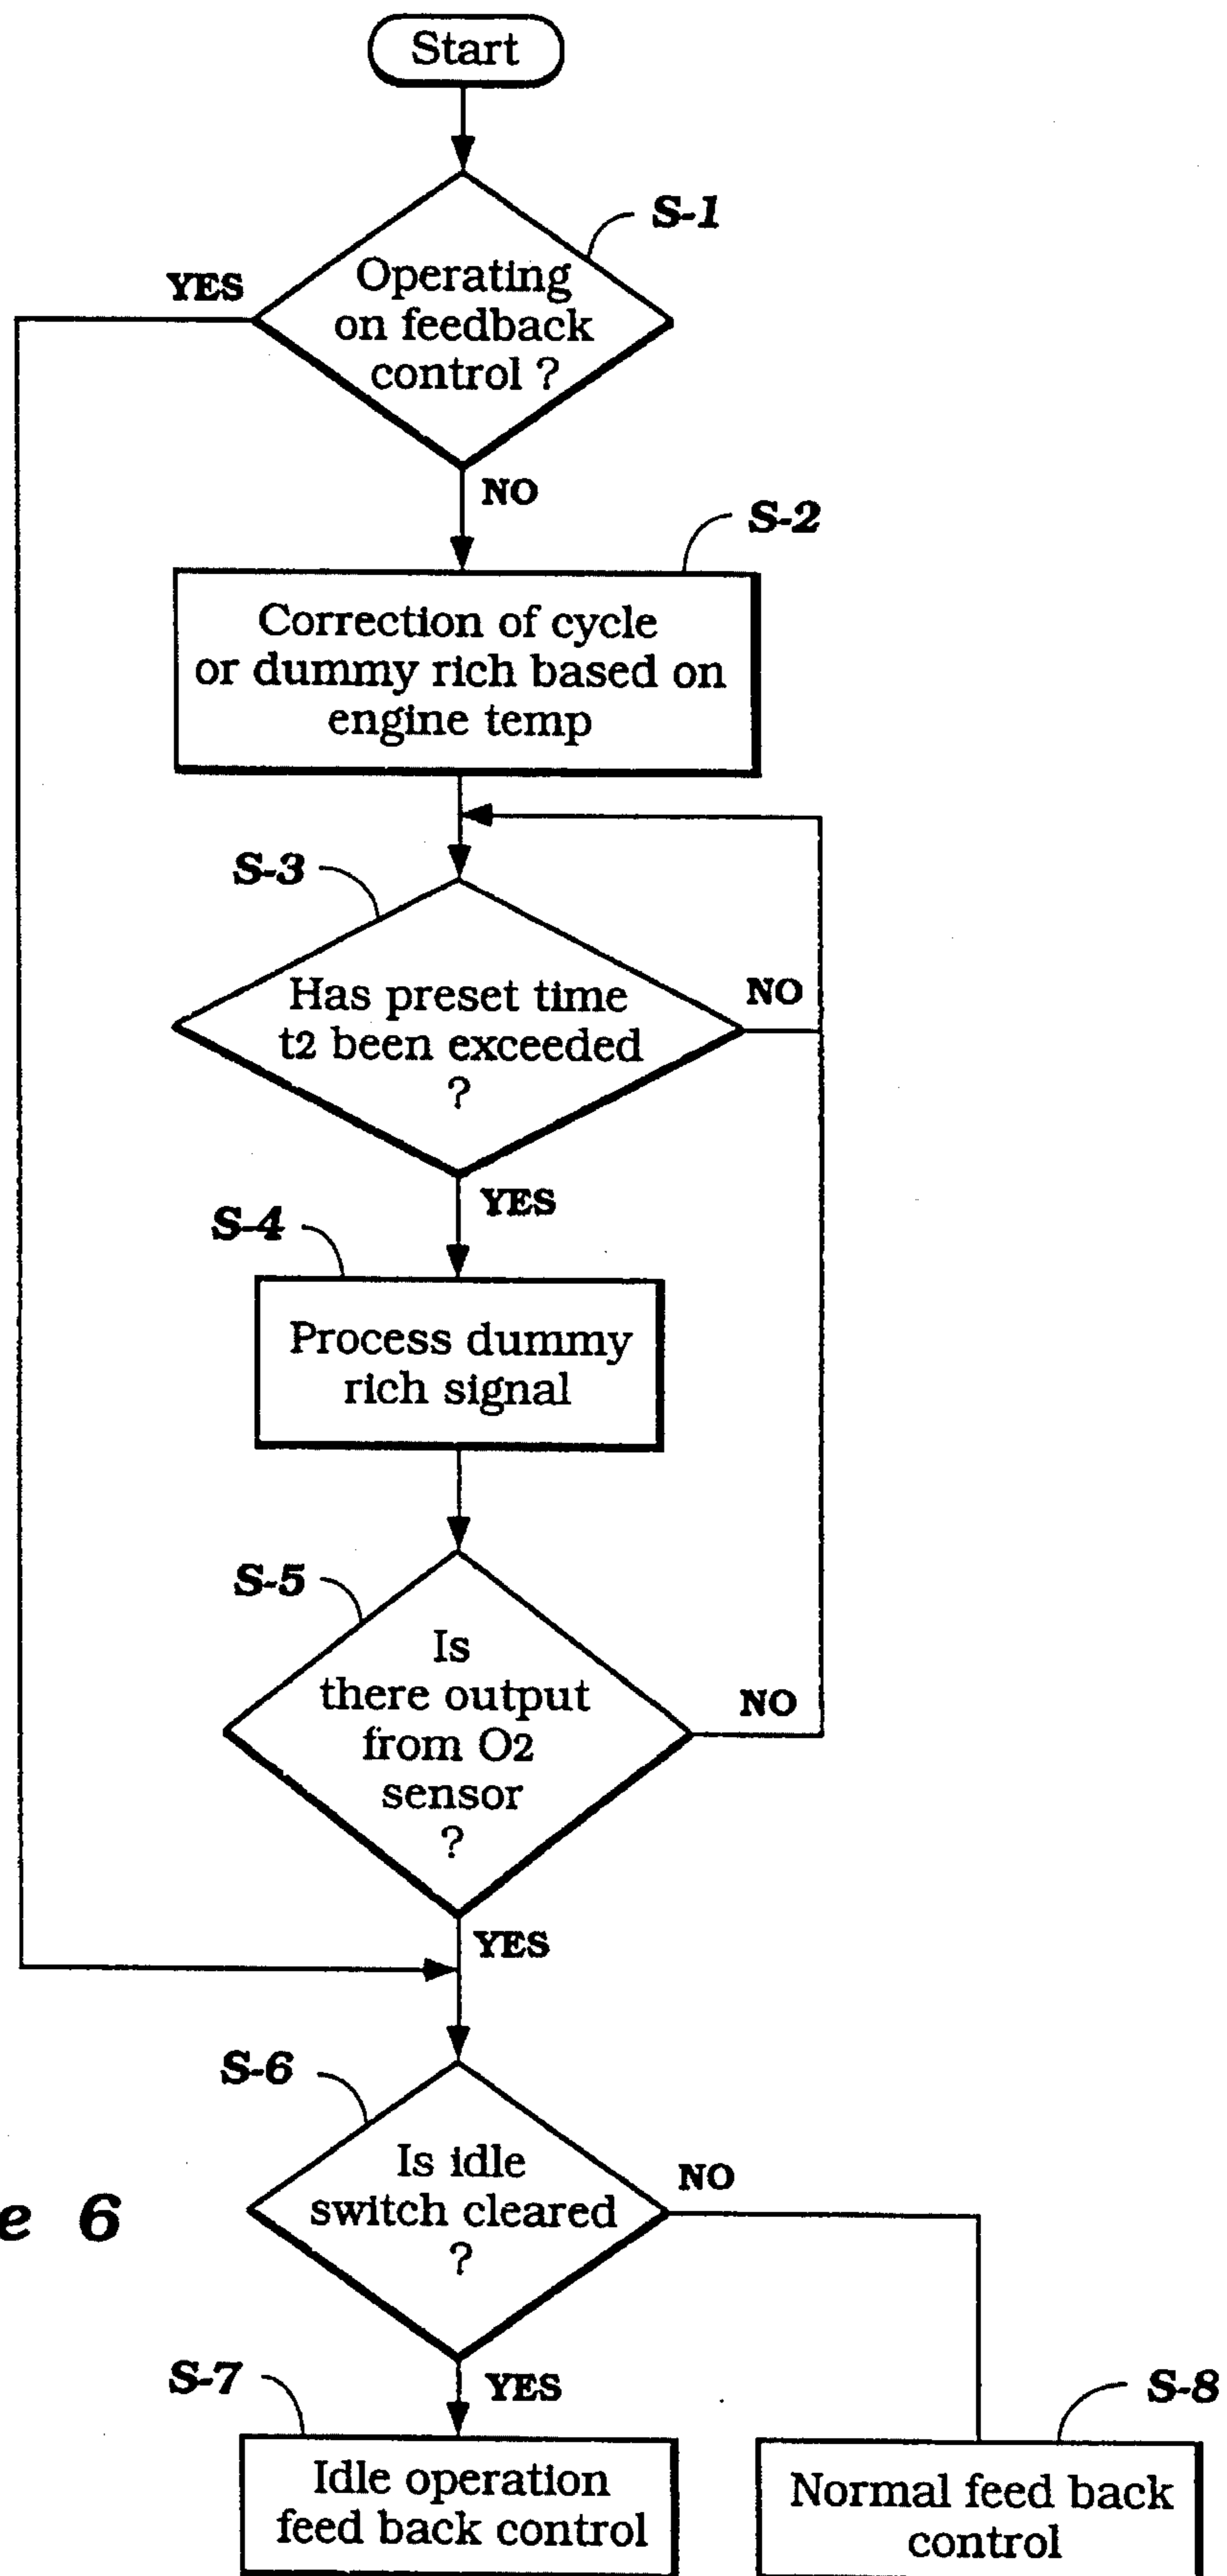 Start
S-1
YES
Operating
on feedback
control ?
NO
S-2
Correction of cycle
or dummy rich based on
engine temp
S-3
Has preset time
t2 been exceeded
?
NO
YES
S-4
Process dummy
rich signal
S-5
Is
there output
from O2
sensor
?
NO
YES
S-6
Is idle
switch cleared
?
NO
e 6
YES
S-7
S-8
Idle operation
feed back control
Normal feed back
control